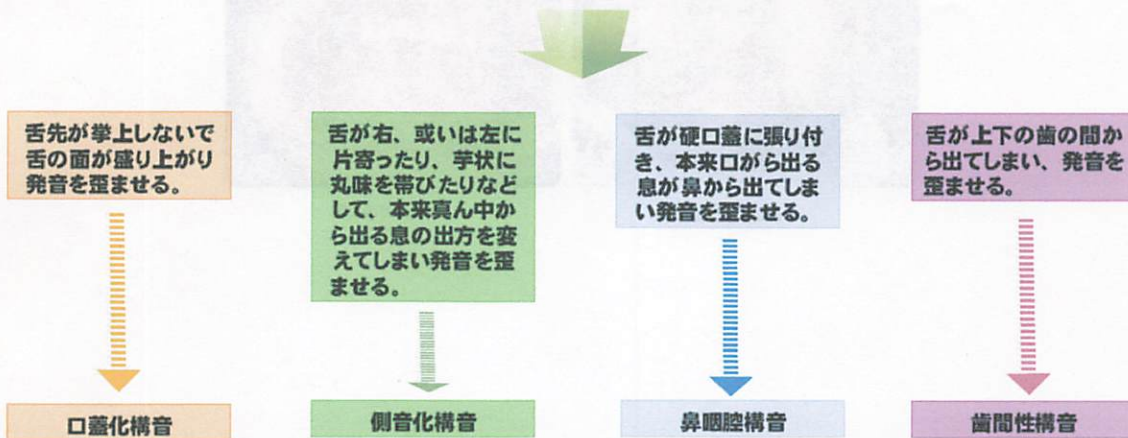 舌先が挙上しないで
舌の面が盛り上がり
発音を歪ませる。
舌が右、或いは左に
片寄ったり、芋状に
丸味を帯びたりなど
して、本来真ん中か
ら出る息の出方を変
えてしまい発音を歪
ませる。
舌が硬口蓋に張り付
き、本来口がら出る
息が鼻から出てしま
い発音を歪ませる。
舌が上下の歯の間か
ら出てしまい、発音を
歪ませる。
口蓋化構音
側音化構音
鼻咽腔構音
歯間性構音